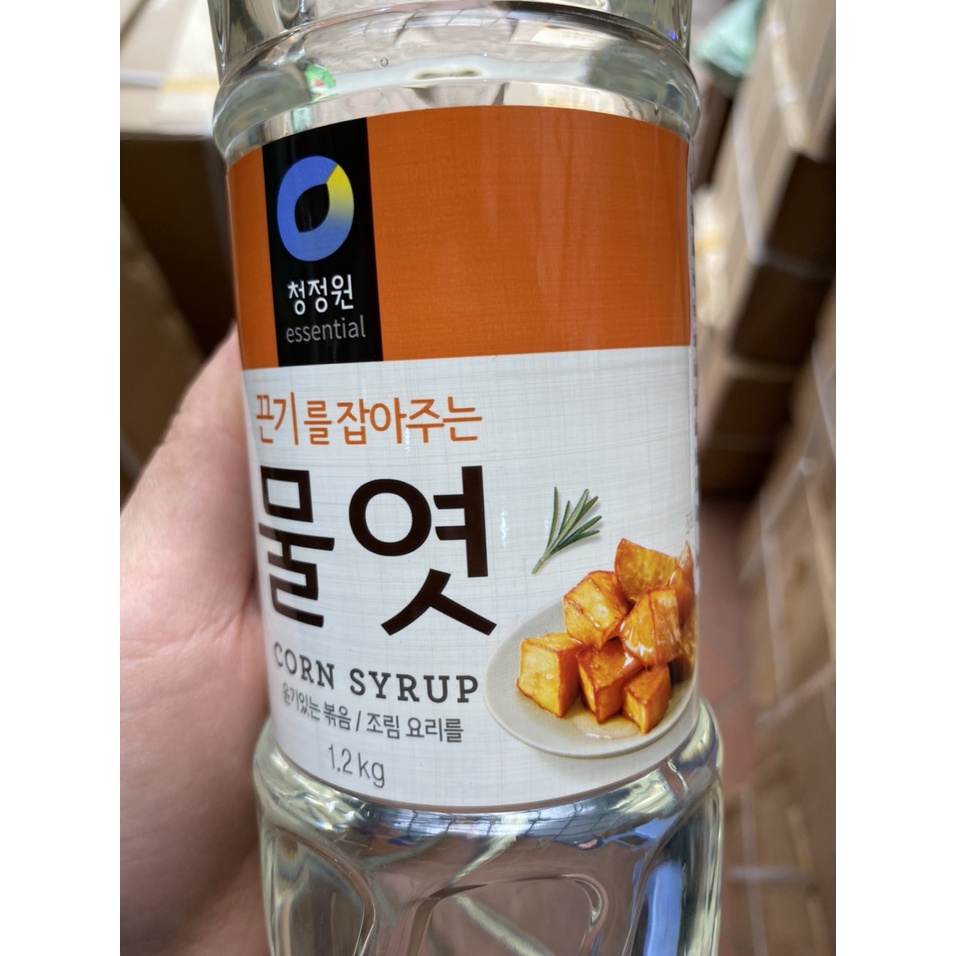 청정원
essential
끈기를 잡아주는
물엿
CORN SYRUP
윤기있는 볶음 / 조림 요리를
1.2kg